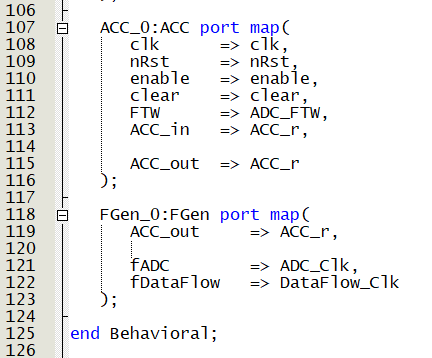 106
107 ACC_0:ACC port map(
108 clk => clk,
109 nRst => nRst,
110 enable => enable,
111 clear => clear,
112 FTW => ADC_FTW,
113 ACC_in => ACC_r,
114
115 ACC_out => ACC_r
116 );
117
118 FGen_0:FGen port map(
119 ACC_out => ACC_r,
120
121 fADC => ADC_Clk,
122 fDataFlow => DataFlow_Clk
123 );
124
125 end Behavioral;
126